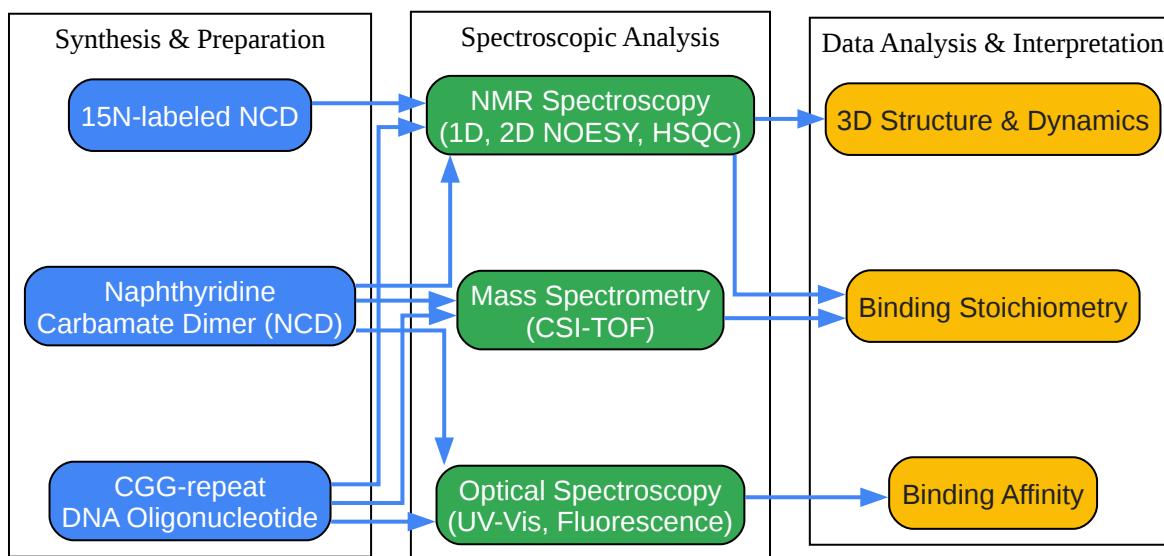 Synthesis & Preparation
15N-labeled NCD
Naphthyridine
Carbamate Dimer (NCD)
CGG-repeat
DNA Oligonucleotide
Spectroscopic Analysis
NMR Spectroscopy
(1D, 2D NOESY, HSQC)
Mass Spectrometry
(CSI-TOF)
Optical Spectroscopy
(UV-Vis, Fluorescence)
Data Analysis & Interpretation
3D Structure & Dynamics
Binding Stoichiometry
Binding Affinity